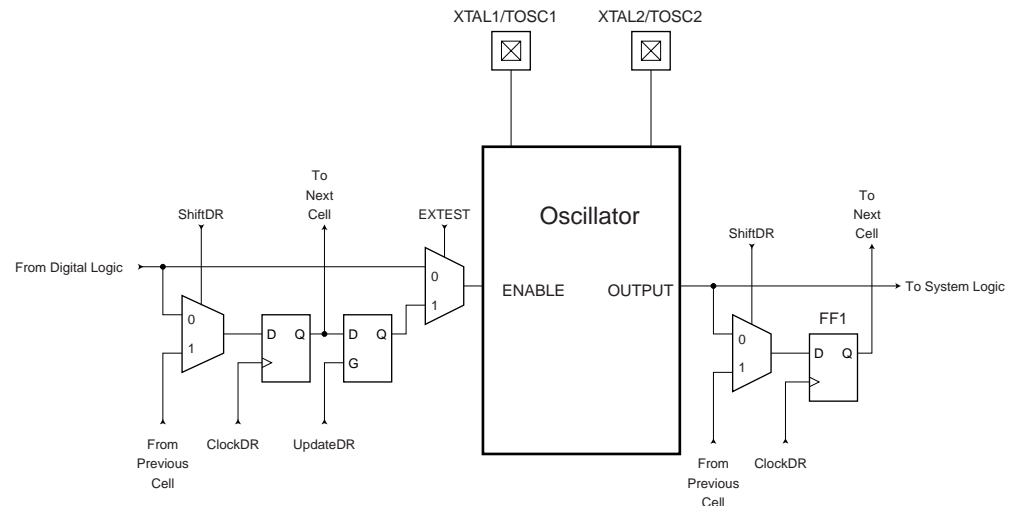 XTAL1/TOSC1
XTAL2/TOSC2
To
Next
Cell
ShiftDR
EXTEST
From Digital Logic
0
1
0
1
D Q
D Q
G
From
Previous
Cell
ClockDR
UpdateDR
Oscillator
ENABLE
OUTPUT
To
Next
Cell
ShiftDR
To System Logic
FF1
0
1
D Q
From
Previous
Cell
ClockDR